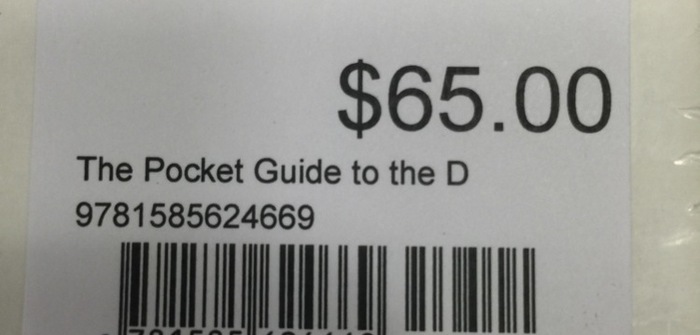 $65.00
The Pocket Guide to the D
9781585624669